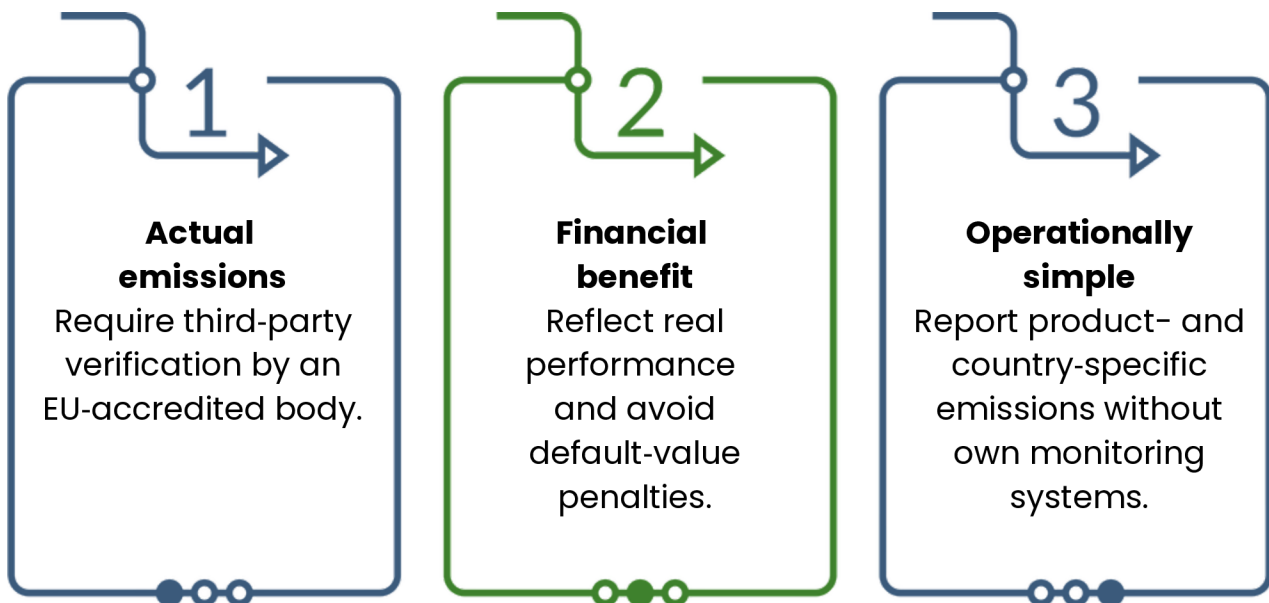 1
Actual
emissions
Require third-party
verification by an
EU-accredited body.
2
Financial
benefit
Reflect real
performance
and avoid
default-value
penalties.
3
Operationally
simple
Report product- and
country-specific
emissions without
own monitoring
systems.